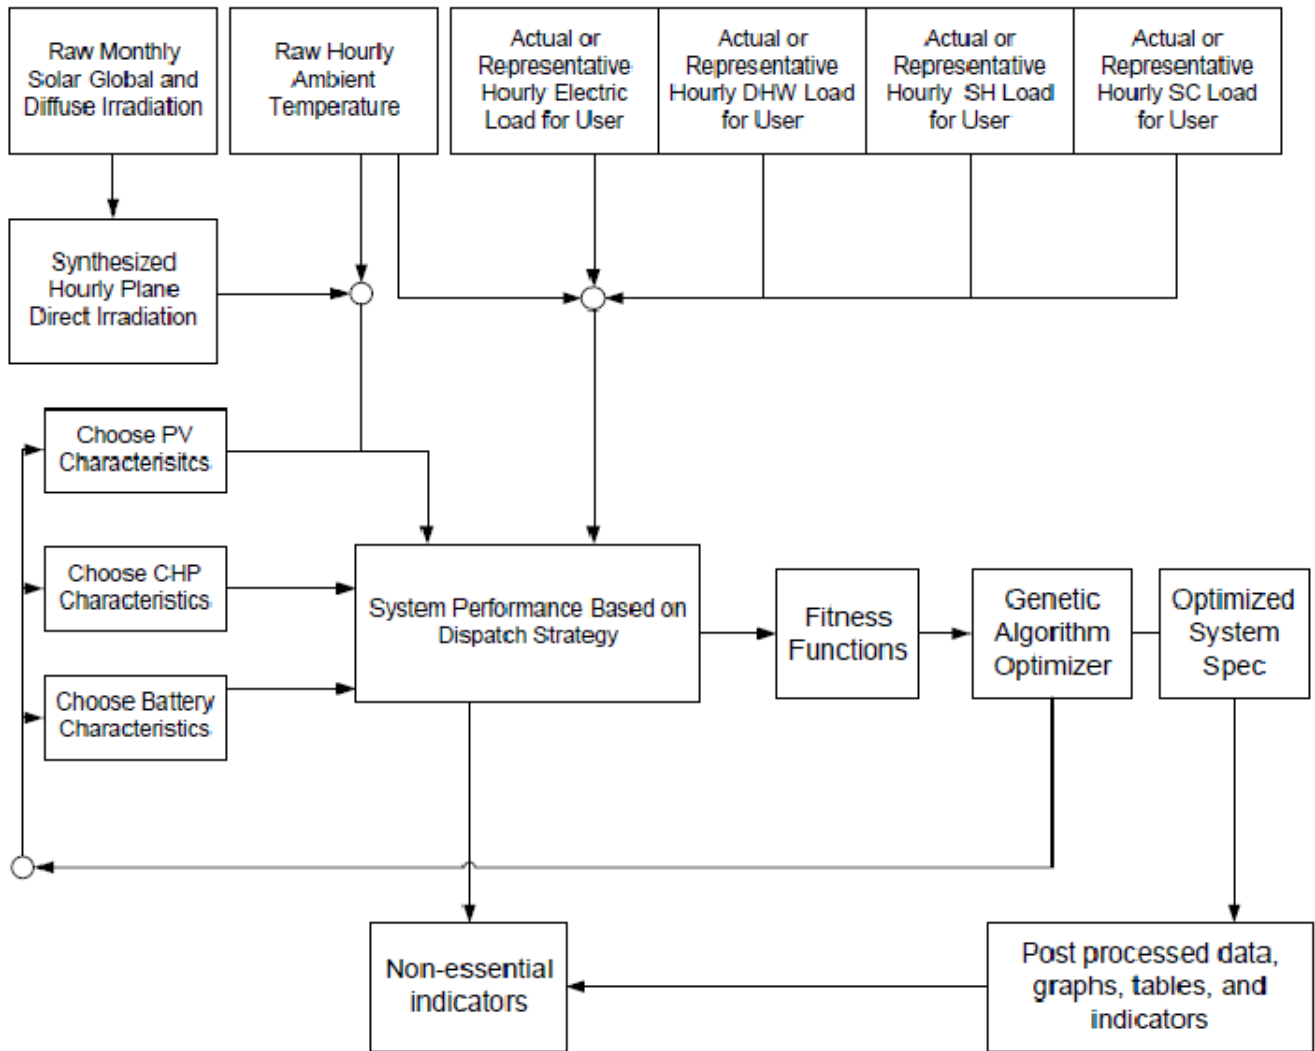 Raw Monthly
Solar Global and
Diffuse Irradiation
Raw Hourly
Ambient
Temperature
Actual or
Representative
Hourly Electric
Load for User
Actual or
Representative
Hourly DHW Load
for User
Actual or
Representative
Hourly SH Load
for User
Actual or
Representative
Hourly SC Load
for User
Synthesized
Hourly Plane
Direct Irradiation
Choose PV
Characterisitcs
Choose CHP
Characteristics
Choose Battery
Characteristics
System Performance Based on
Dispatch Strategy
Fitness
Functions
Genetic
Algorithm
Optimizer
Optimized
System
Spec
Non-essential
indicators
Post processed data,
graphs, tables, and
indicators